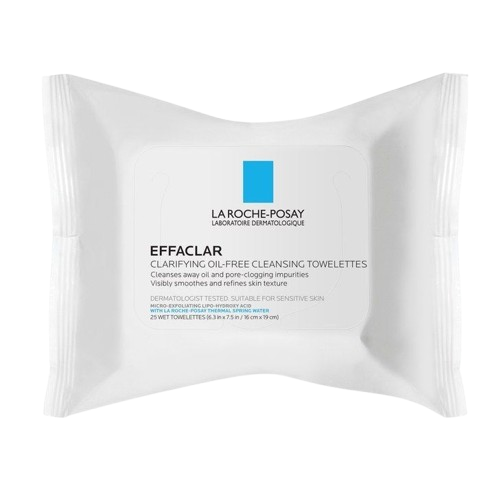 LA ROCHE-POSAY
LABORATOIRE DERMATOLOGIQUE
EFFACLAR
CLARIFYING OIL-FREE CLEANSING TOWELETTES
Cleanses away oil and pore-clogging impurities
Visibly smoothes and refines skin texture
DERMATOLOGIST TESTED. SUITABLE FOR SENSITIVE SKIN
MICRO-EXFOLIATING LIPO-HYDROXY ACID
WITH LA ROCHE-POSAY THERMAL SPRING WATER
25 WET TOWELETTES (6.3 in x 7.5 in / 16 cm x 19 cm)